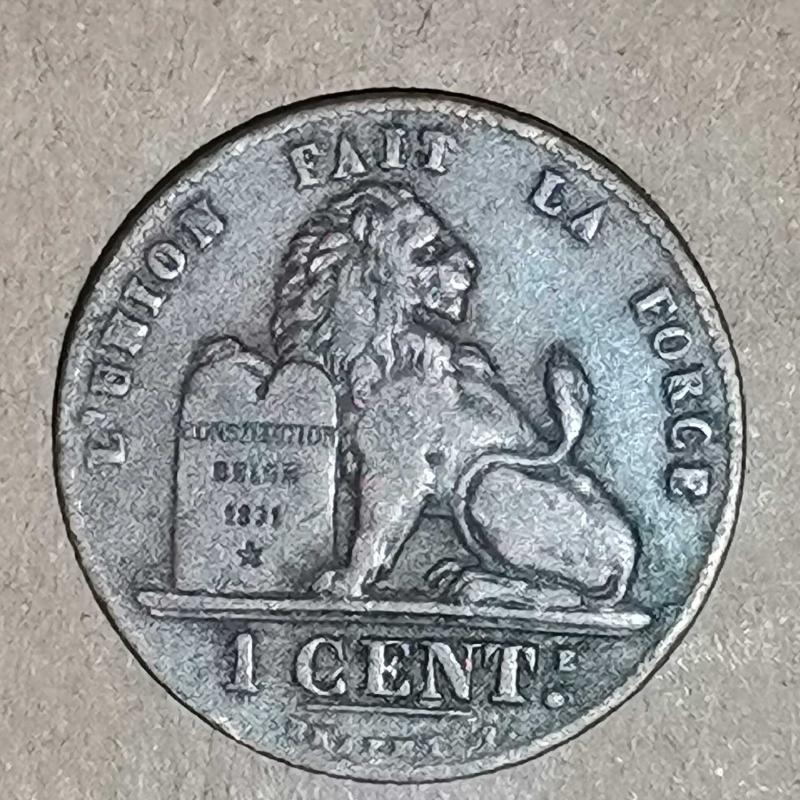 L'UNION FAIT LA FORCE
CONSTITUTION
BELGE
1831
1 CENT.E